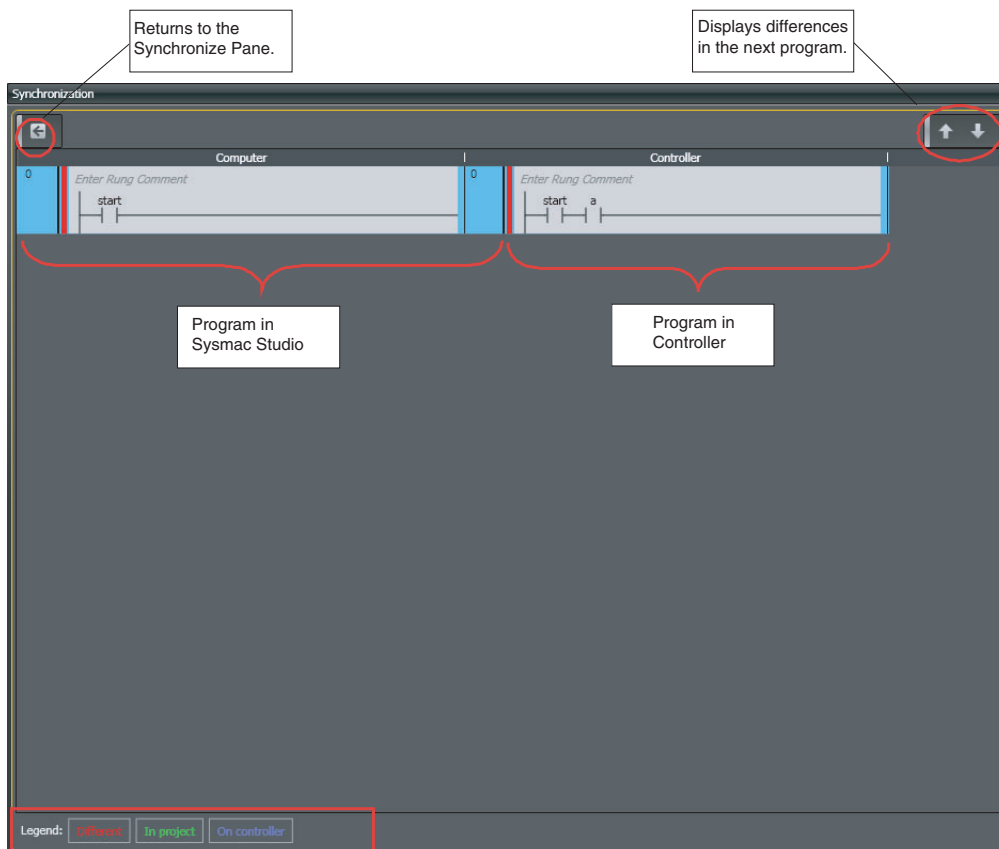 Returns to the
Synchronize Pane.
Displays differences
in the next program.
Synchronization
Computer
Controller
0
Enter Rung Comment
start
0
Enter Rung Comment
start a
Program in
Sysmac Studio
Program in
Controller
Legend: Different In project On controller